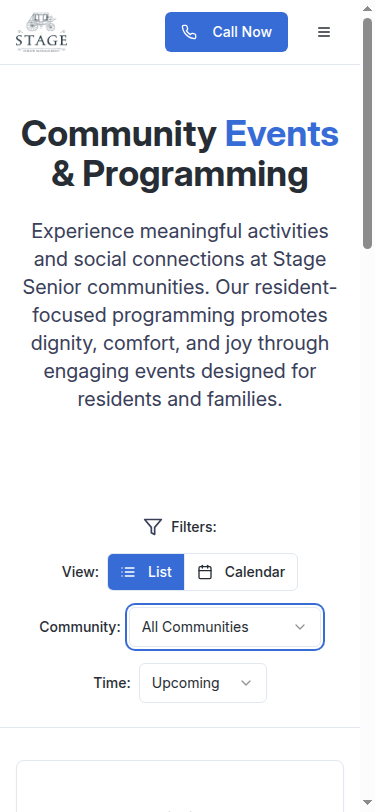 STAGE
Call Now
Community Events
& Programming
Experience meaningful activities
and social connections at Stage
Senior communities. Our resident-
focused programming promotes
dignity, comfort, and joy through
engaging events designed for
residents and families.
Filters:
View: List Calendar
Community: All Communities
Time: Upcoming